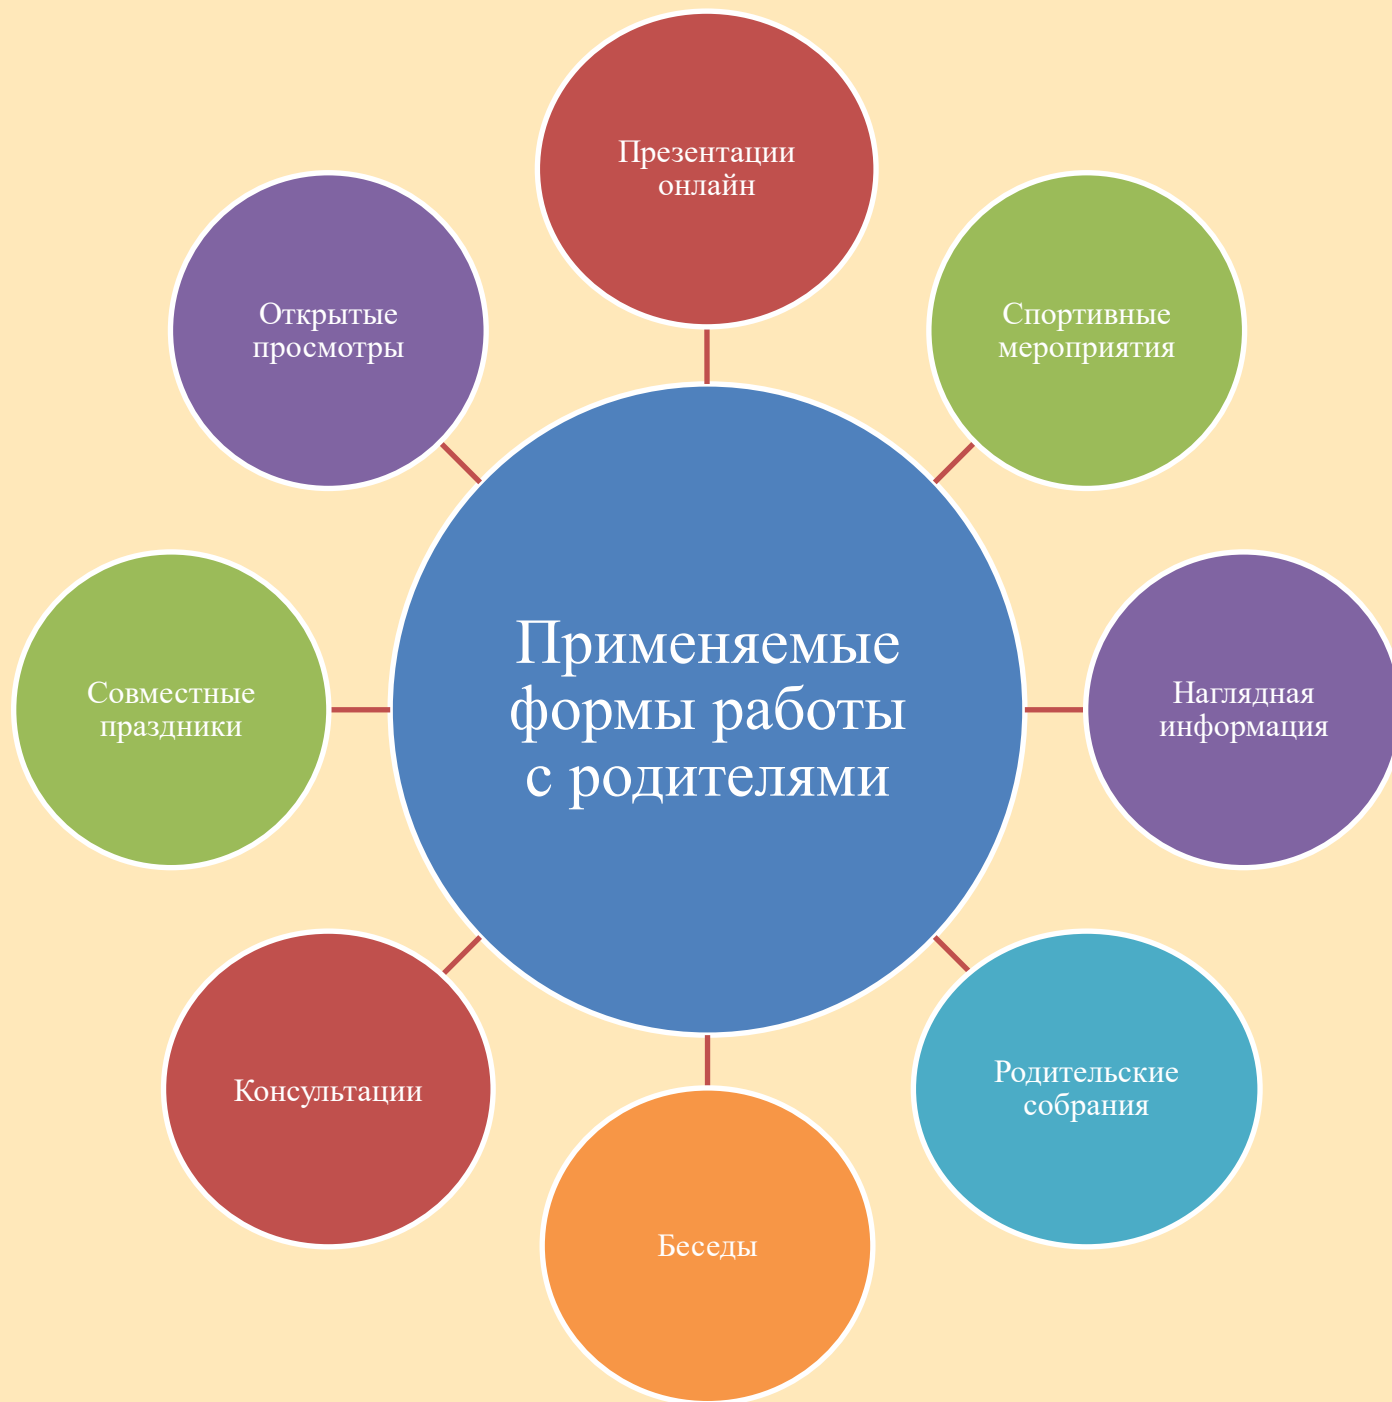 Презентации
онлайн
Открытые
просмотры
Спортивные
мероприятия
Применяемые
формы работы
с родителями
Совместные
праздники
Наглядная
информация
Консультации
Родительские
собрания
Беседы